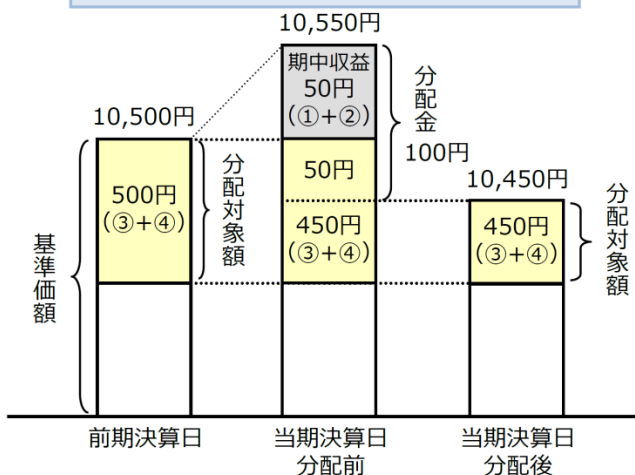 10,550円
期中収益
50円
(①+②)
分配金
100円
10,500円
500円
(③+④)
分配対象額
50円
450円
(③+④)
10,450円
450円
(③+④)
分配対象額
基準価額
前期決算日
当期決算日
分配前
当期決算日
分配後